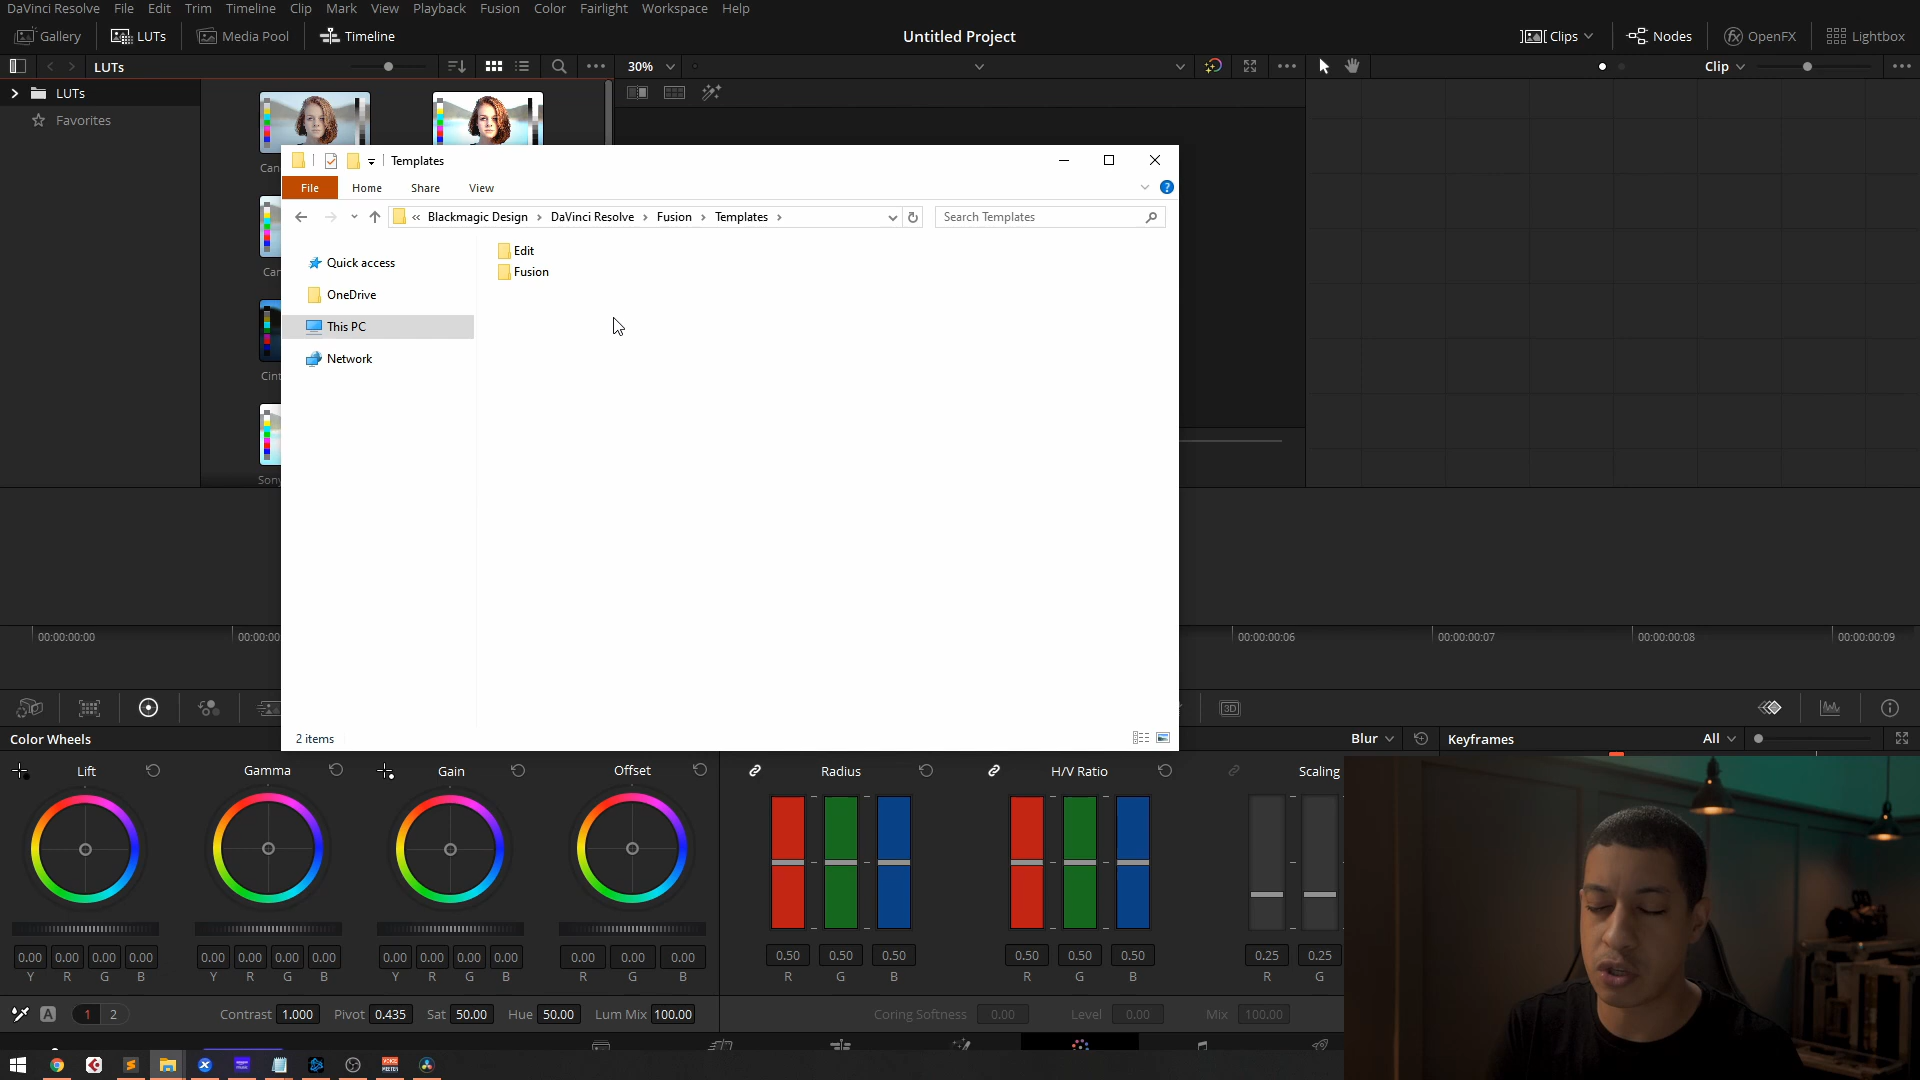 DaVinci Resolve File Edit Trim Timeline Clip Mark View Playback Fusion Color Fairlight Workspace Help
Gallery LUTs Media Pool Timeline Untitled Project Clips Nodes OpenFX Lightbox
LUTs 30% Clip
LUTs
Favorites
Can
Can
Cint
Sony
Templates
File Home Share View
« Blackmagic Design › DaVinci Resolve › Fusion › Templates › Search Templates
Quick access
OneDrive
This PC
Network
Edit
Fusion
2 items
00:00:00:00 00:00:00 00:00:00:06 00:00:00:07 00:00:00:08 00:00:00:09
3D
Color Wheels Blur Keyframes All
Lift Gamma Gain Offset Radius H/V Ratio Scaling
0.00 0.00 0.00 0.00 0.00 0.00 0.00 0.00 0.00 0.00 0.00 0.00 0.00 0.00 0.00 0.50 0.50 0.50 0.50 0.50 0.50 0.25 0.25
Y R G B Y R G B Y R G B R G B R G B R G B R G
A 1 2 Contrast 1.000 Pivot 0.435 Sat 50.00 Hue 50.00 Lum Mix 100.00 Coring Softness 0.00 Level 0.00 Mix 100.00